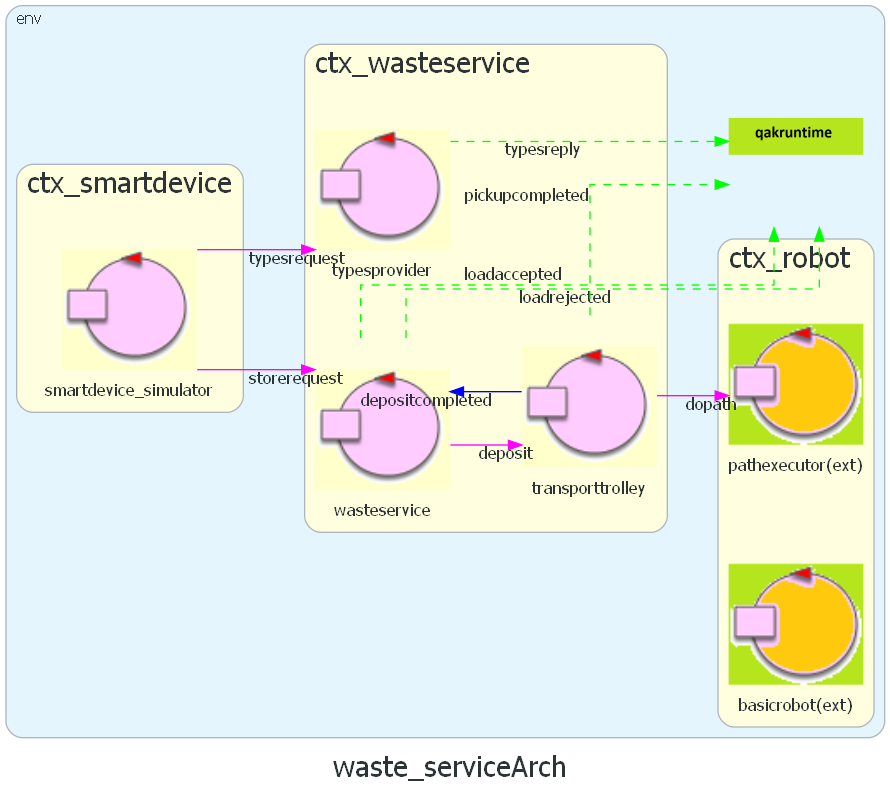 env
ctx_wasteservice
qakruntime
typesreply
ctx_smartdevice
pickupcompleted
ctx_robot
typesrequest
typesprovider
loadaccepted
loadrejected
storerequest
smartdevice_simulator
depositcompleted
dopath
deposit
pathexecutor(ext)
transporttrolley
wasteservice
basicrobot(ext)
waste_serviceArch